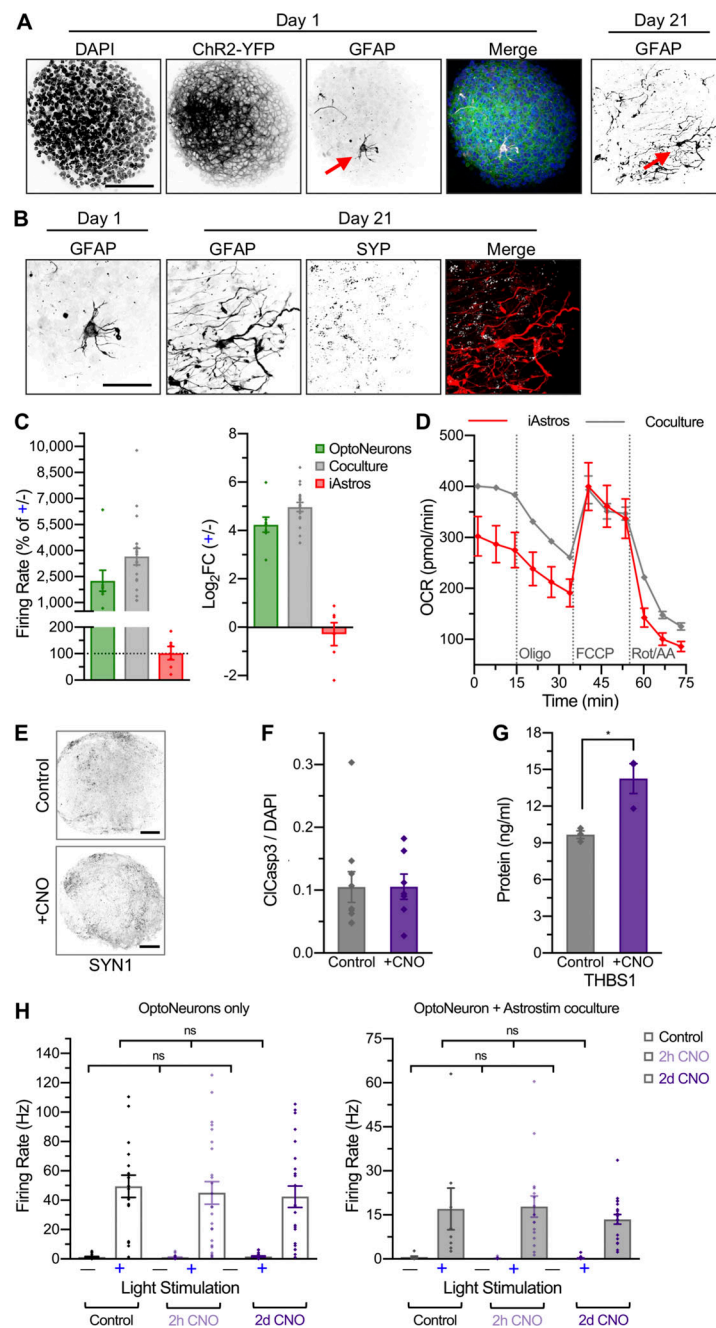 A
Day 1
Day 21
DAPI
ChR2-YFP
GFAP
Merge
GFAP
B
Day 1
Day 21
GFAP
GFAP
SYP
Merge
C
Firing Rate (% of +/-)
10,000
8,500
7,000
5,500
4,000
2,500
1,000
200
100
0
Log2FC (+/-)
8
6
4
2
0
-2
OptoNeurons
Coculture
iAstros
D
iAstros
Coculture
OCR (pmol/min)
500
400
300
200
100
Oligo
FCCP
Rot/AA
0
15
30
45
60
75
Time (min)
E
Control
+CNO
SYN1
F
ClCasp3 / DAPI
0.3
0.2
0.1
0.0
Control
+CNO
G
*
Protein (ng/ml)
18
15
12
9
6
3
0
Control
+CNO
THBS1
H
OptoNeurons only
ns
ns
Firing Rate (Hz)
140
120
100
80
60
40
20
0
— + — + — +
Light Stimulation
Control
2h CNO
2d CNO
OptoNeuron + Astrostim coculture
ns
ns
Firing Rate (Hz)
75
60
45
30
15
0
— + — + — +
Light Stimulation
Control
2h CNO
2d CNO
Control
2h CNO
2d CNO